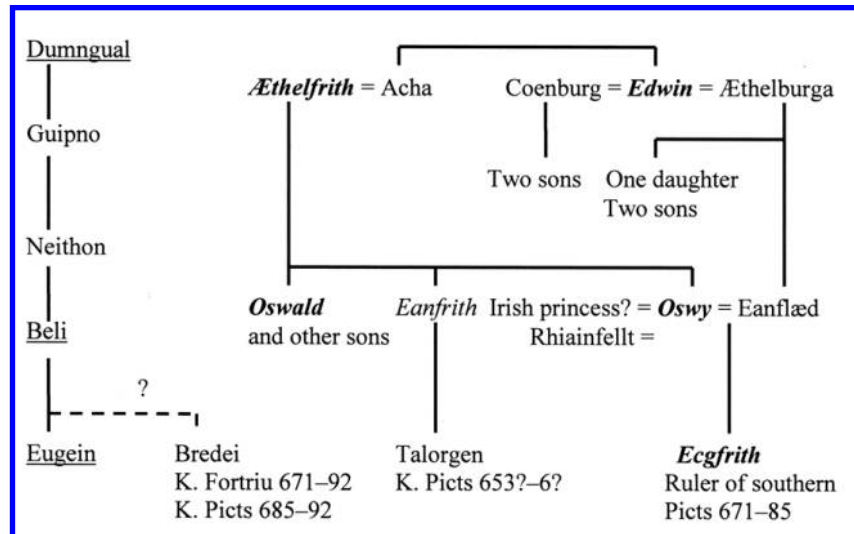 Dumngual
Æthelfrith = Acha
Coenburg = Edwin = Æthelburga
Guipno
Two sons
One daughter
Two sons
Neithon
Oswald
and other sons
Eanfrith
Irish princess? = Oswy = Eanflæd
Rhiainfellt =
Beli
?
Eugein
Bredei
K. Fortriu 671–92
K. Picts 685–92
Talorgen
K. Picts 653?–6?
Ecgfrith
Ruler of southern
Picts 671–85